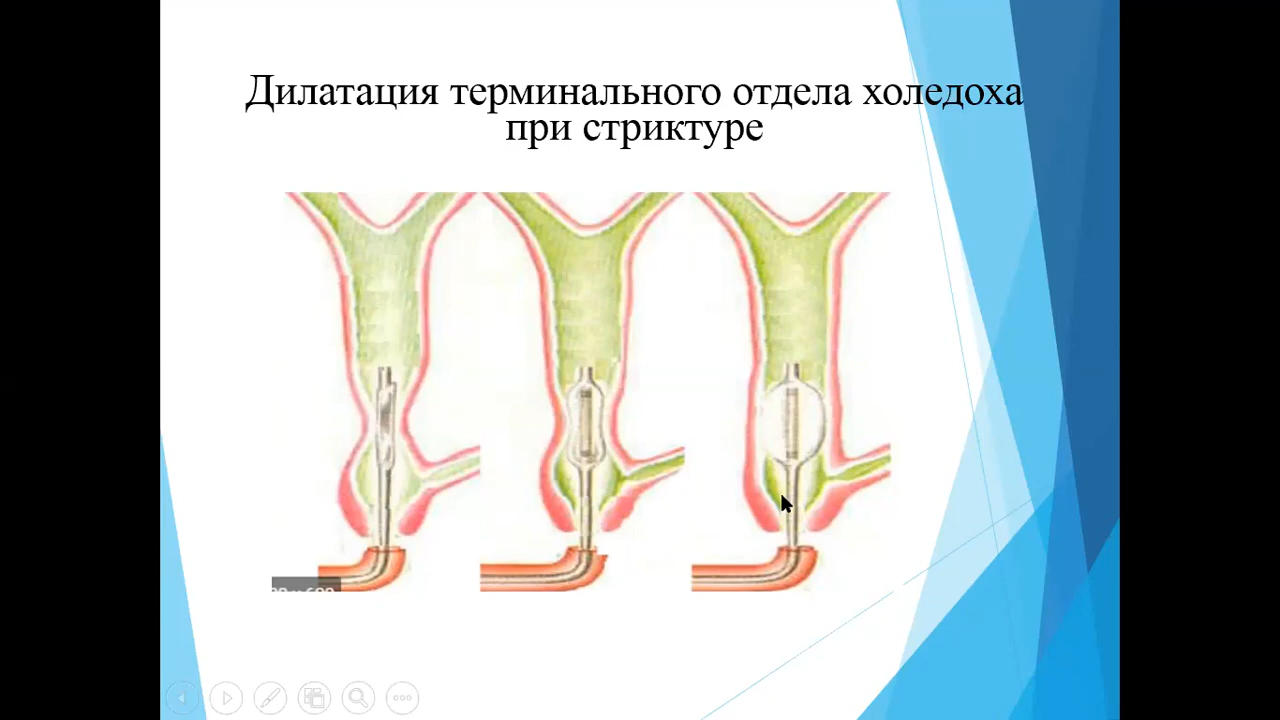 Дилатация терминального отдела холедоха
при стриктуре